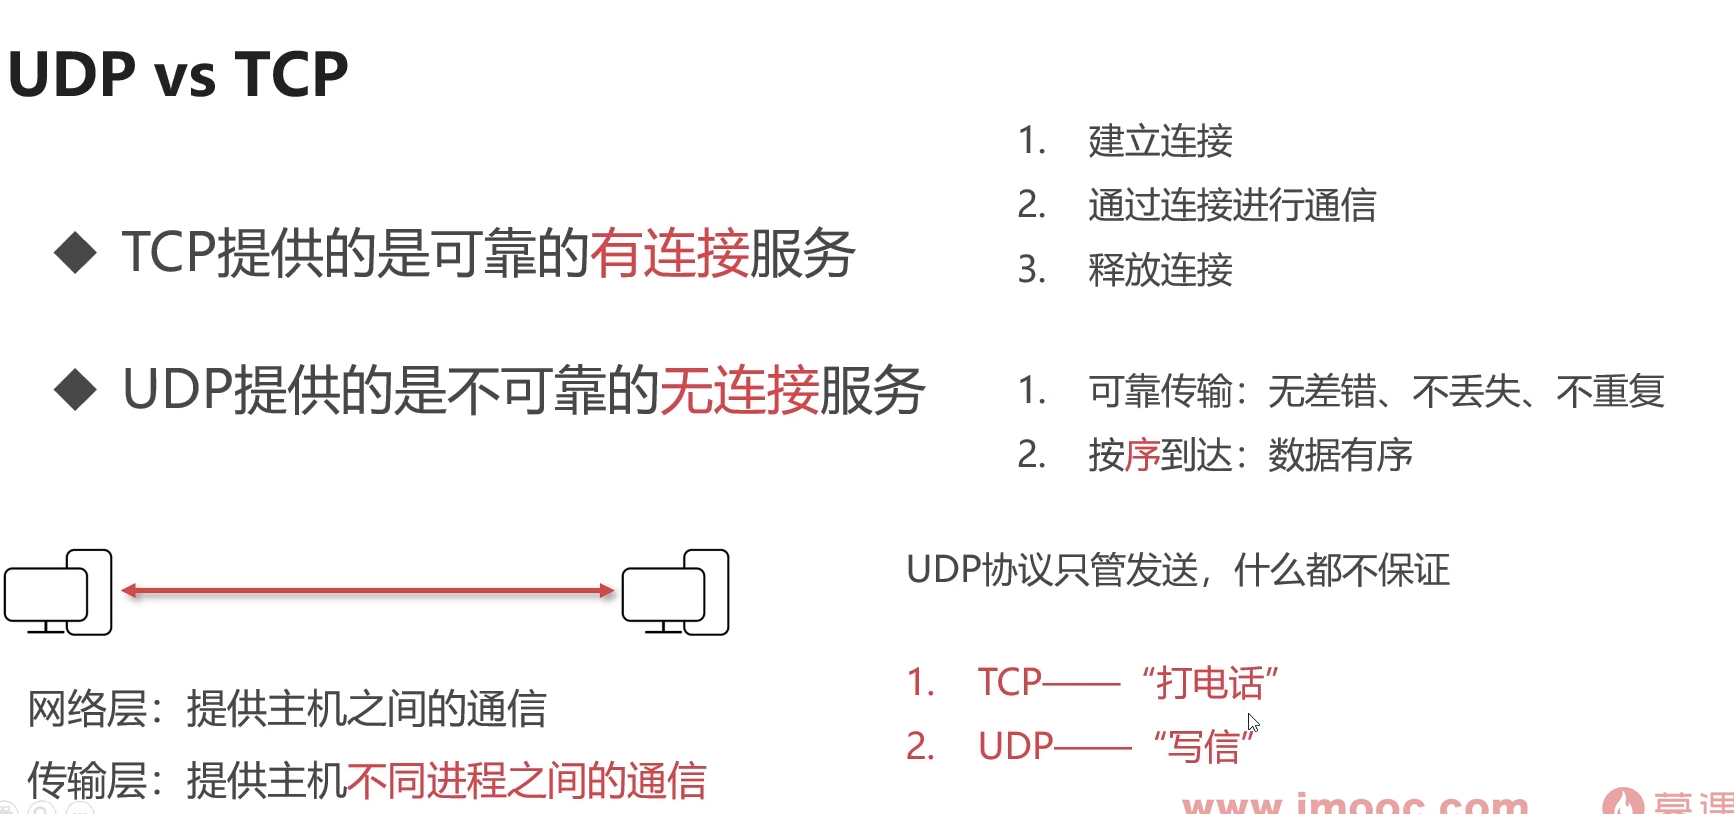 UDP vs TCP
◆ TCP提供的是可靠的有连接服务
◆ UDP提供的是不可靠的无连接服务
1. 建立连接
2. 通过连接进行通信
3. 释放连接
1. 可靠传输：无差错、不丢失、不重复
2. 按序到达：数据有序
UDP协议只管发送，什么都不保证
1. TCP——“打电话”
2. UDP——“写信”
网络层：提供主机之间的通信
传输层：提供主机不同进程之间的通信
www.imooc.com
慕课